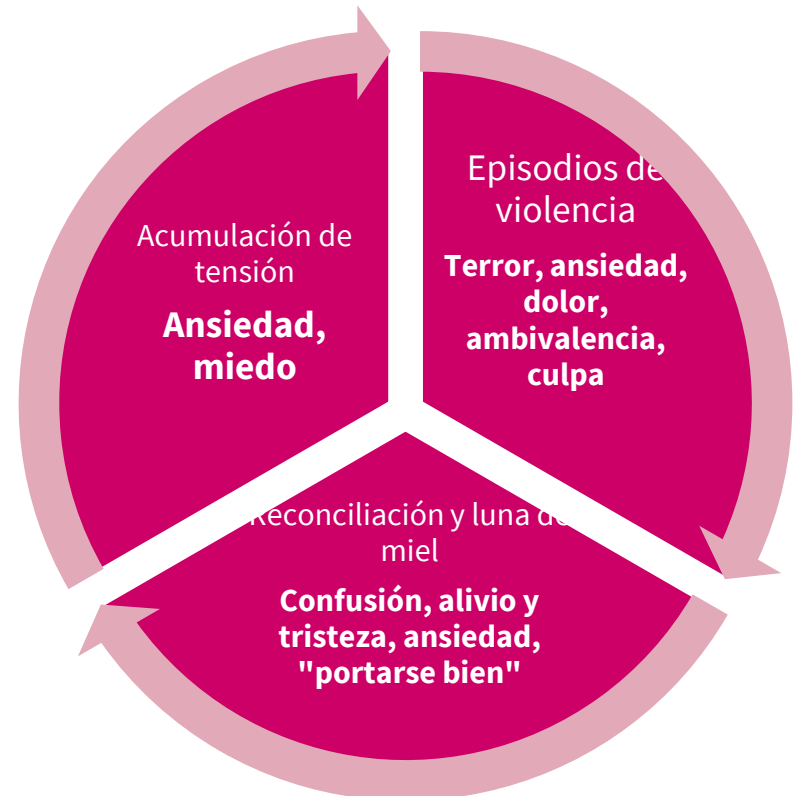 Acumulación de
tensión
Ansiedad,
miedo
Episodios de
violencia
Terror, ansiedad,
dolor,
ambivalencia,
culpa
Reconciliación y luna de
miel
Confusión, alivio y
tristeza, ansiedad,
"portarse bien"